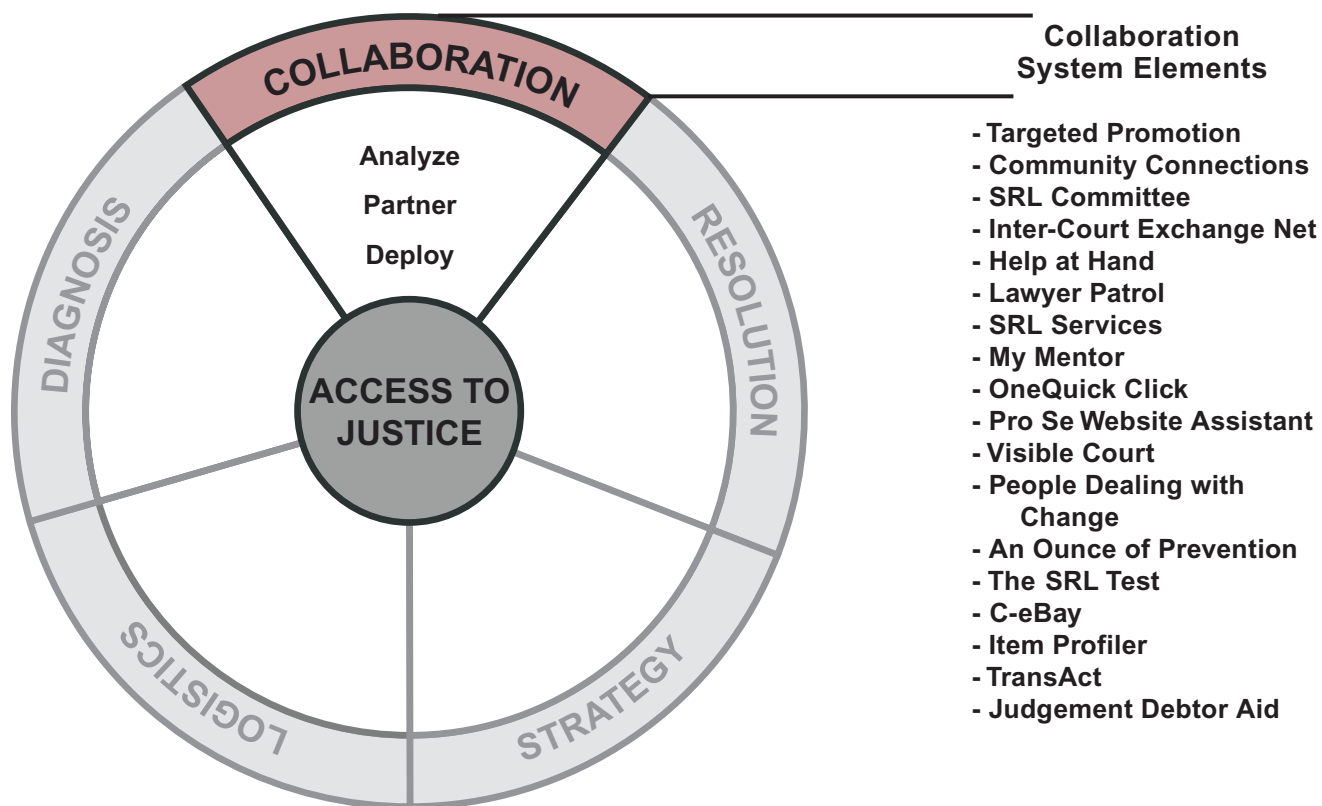 COLLABORATION
Analyze
Partner
Deploy
DIAGNOSIS
RESOLUTION
ACCESS TO
JUSTICE
LOGISTICS
STRATEGY
Collaboration
System Elements
- Targeted Promotion
- Community Connections
- SRL Committee
- Inter-Court Exchange Net
- Help at Hand
- Lawyer Patrol
- SRL Services
- My Mentor
- OneQuick Click
- Pro Se Website Assistant
- Visible Court
- People Dealing with
Change
- An Ounce of Prevention
- The SRL Test
- C-eBay
- Item Profiler
- TransAct
- Judgement Debtor Aid